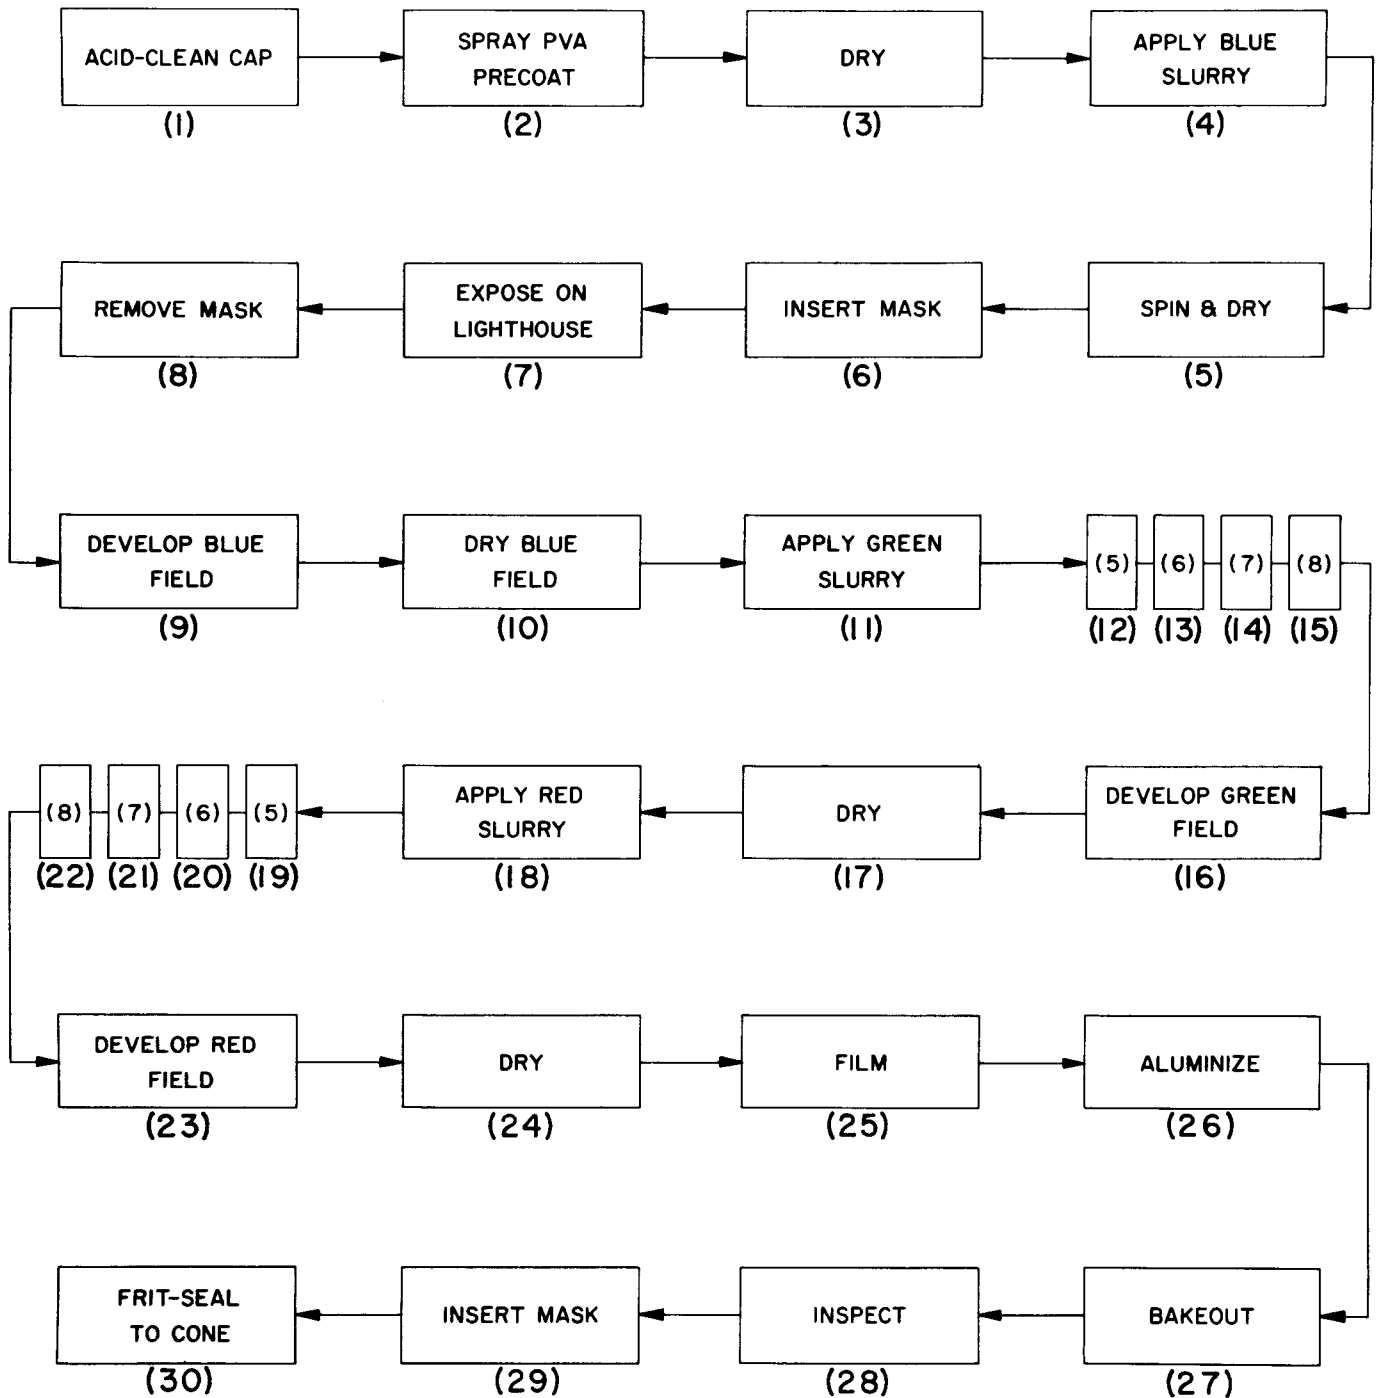 ACID-CLEAN CAP
(1)
SPRAY PVA
PRECOAT
(2)
DRY
(3)
APPLY BLUE
SLURRY
(4)
SPIN & DRY
(5)
INSERT MASK
(6)
EXPOSE ON
LIGHTHOUSE
(7)
REMOVE MASK
(8)
DEVELOP BLUE
FIELD
(9)
DRY BLUE
FIELD
(10)
APPLY GREEN
SLURRY
(11)
(5)
(12)
(6)
(13)
(7)
(14)
(8)
(15)
DEVELOP GREEN
FIELD
(16)
DRY
(17)
APPLY RED
SLURRY
(18)
(5)
(19)
(6)
(20)
(7)
(21)
(8)
(22)
DEVELOP RED
FIELD
(23)
DRY
(24)
FILM
(25)
ALUMINIZE
(26)
BAKEOUT
(27)
INSPECT
(28)
INSERT MASK
(29)
FRIT-SEAL
TO CONE
(30)